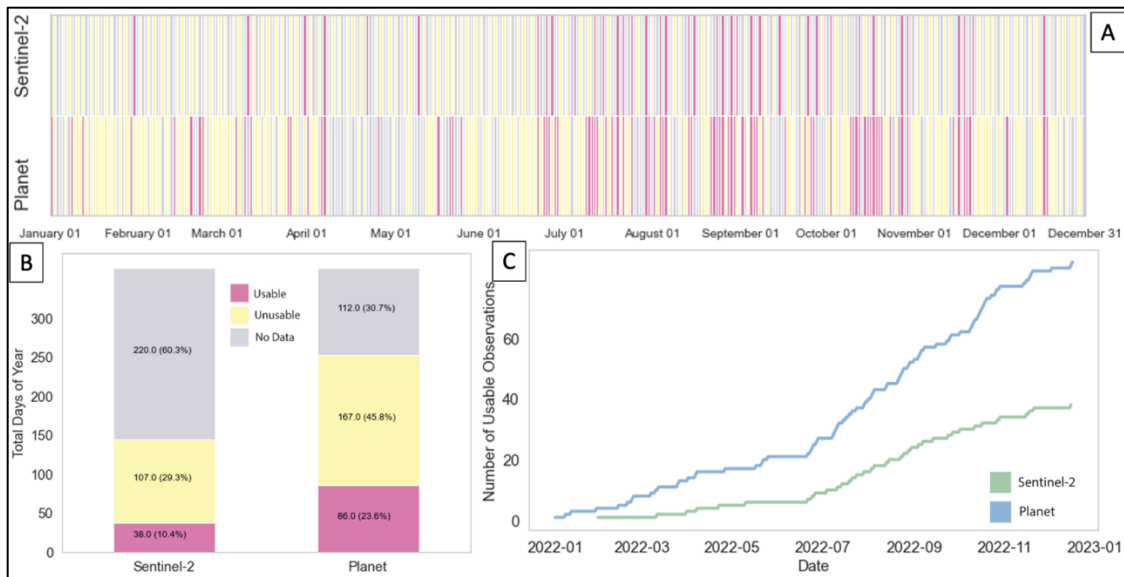 Sentinel-2
A
Planet
January 01 February 01 March 01 April 01 May 01 June 01 July 01 August 01 September 01 October 01 November 01 December 01 December 31
B
Total Days of Year
300
250
200
150
100
50
0
Usable
Unusable
No Data
220.0 (60.3%)
107.0 (29.3%)
38.0 (10.4%)
112.0 (30.7%)
167.0 (45.8%)
86.0 (23.6%)
Sentinel-2 Planet
C
Number of Usable Observations
60
40
20
0
Sentinel-2
Planet
2022-01 2022-03 2022-05 2022-07 2022-09 2022-11 2023-01
Date